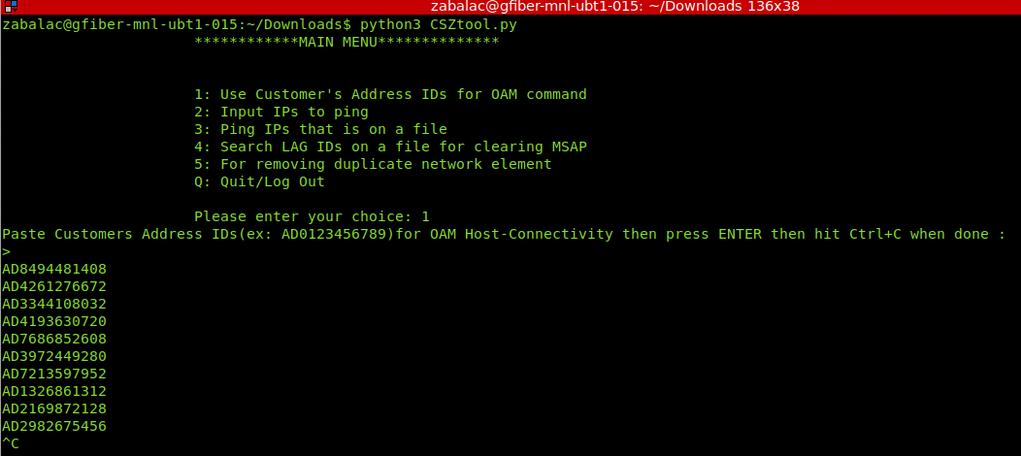 zabalac@gfiber-mnl-ubt1-015: ~/Downloads 136x38
zabalac@gfiber-mnl-ubt1-015:~/Downloads$ python3 CSZtool.py
************MAIN MENU**************
1: Use Customer's Address IDs for OAM command
2: Input IPs to ping
3: Ping IPs that is on a file
4: Search LAG IDs on a file for clearing MSAP
5: For removing duplicate network element
Q: Quit/Log Out
Please enter your choice: 1
Paste Customers Address IDs(ex: AD0123456789)for OAM Host-Connectivity then press ENTER then hit Ctrl+C when done :
>
AD8494481408
AD4261276672
AD3344108032
AD4193630720
AD7686852608
AD3972449280
AD7213597952
AD1326861312
AD2169872128
AD2982675456
^C